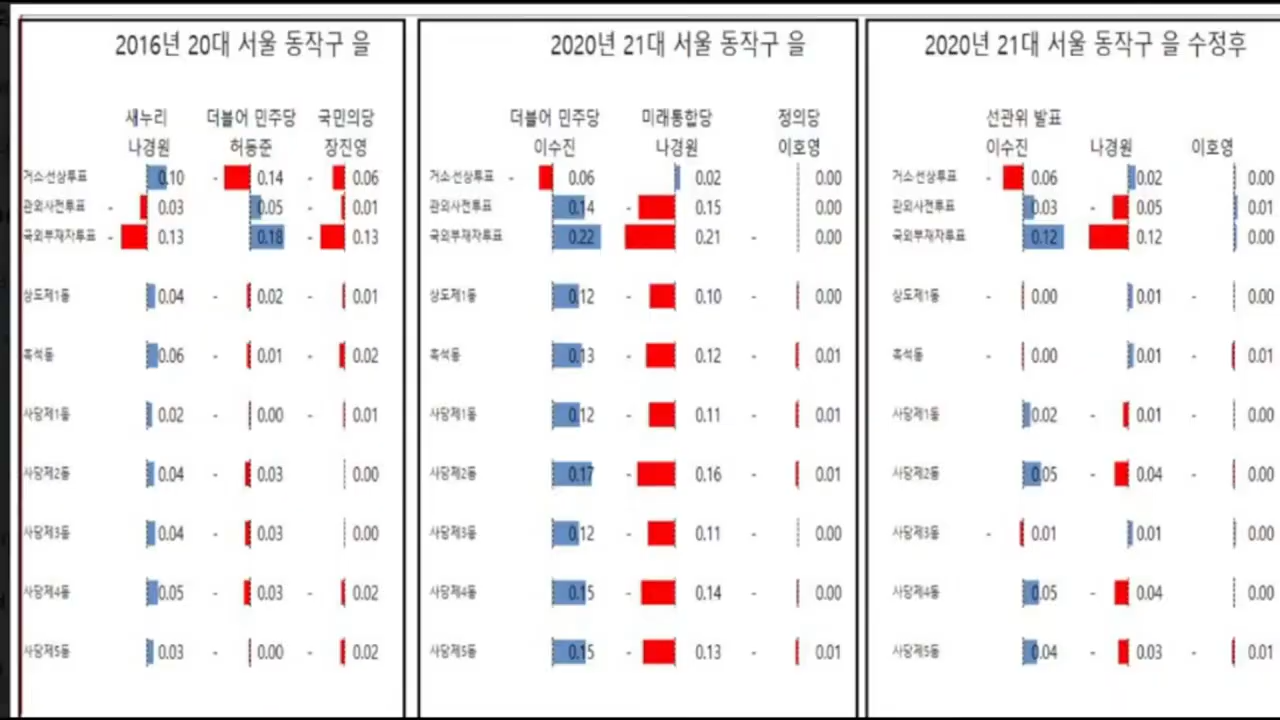 2016년 20대 서울 동작구 을
새누리 더불어 민주당 국민의당
나경원 허동준 장진영
거소선상투표 0.10 - 0.14 - 0.06
관외사전투표 - 0.03 0.05 - 0.01
국외부재자투표 - 0.13 0.18 - 0.13
상도제1동 0.04 - 0.02 - 0.01
흑석동 0.06 - 0.01 - 0.02
사당제1동 0.02 - 0.00 - 0.01
사당제2동 0.04 - 0.03 0.00
사당제3동 0.04 - 0.03 - 0.00
사당제4동 0.05 - 0.03 - 0.02
사당제5동 0.03 - 0.00 - 0.02
2020년 21대 서울 동작구 을
더불어 민주당 미래통합당 정의당
이수진 나경원 이호영
거소선상투표 - 0.06 0.02 0.00
관외사전투표 0.14 - 0.15 0.00
국외부재자투표 0.22 - 0.21 - 0.00
상도제1동 0.12 - 0.10 - 0.00
흑석동 0.13 - 0.12 - 0.01
사당제1동 0.12 - 0.11 - 0.01
사당제2동 0.17 - 0.16 - 0.01
사당제3동 0.12 - 0.11 - 0.00
사당제4동 0.15 - 0.14 - 0.00
사당제5동 0.15 - 0.13 - 0.01
2020년 21대 서울 동작구 을 수정후
선관위 발표
이수진 나경원 이호영
거소선상투표 - 0.06 0.02 0.00
관외사전투표 0.03 - 0.05 0.01
국외부재자투표 0.12 - 0.12 0.00
상도제1동 - 0.00 0.01 - 0.00
흑석동 - 0.00 0.01 - 0.01
사당제1동 0.02 - 0.01 - 0.00
사당제2동 0.05 - 0.04 - 0.00
사당제3동 - 0.01 0.01 - 0.00
사당제4동 0.05 - 0.04 - 0.00
사당제5동 0.04 - 0.03 - 0.01